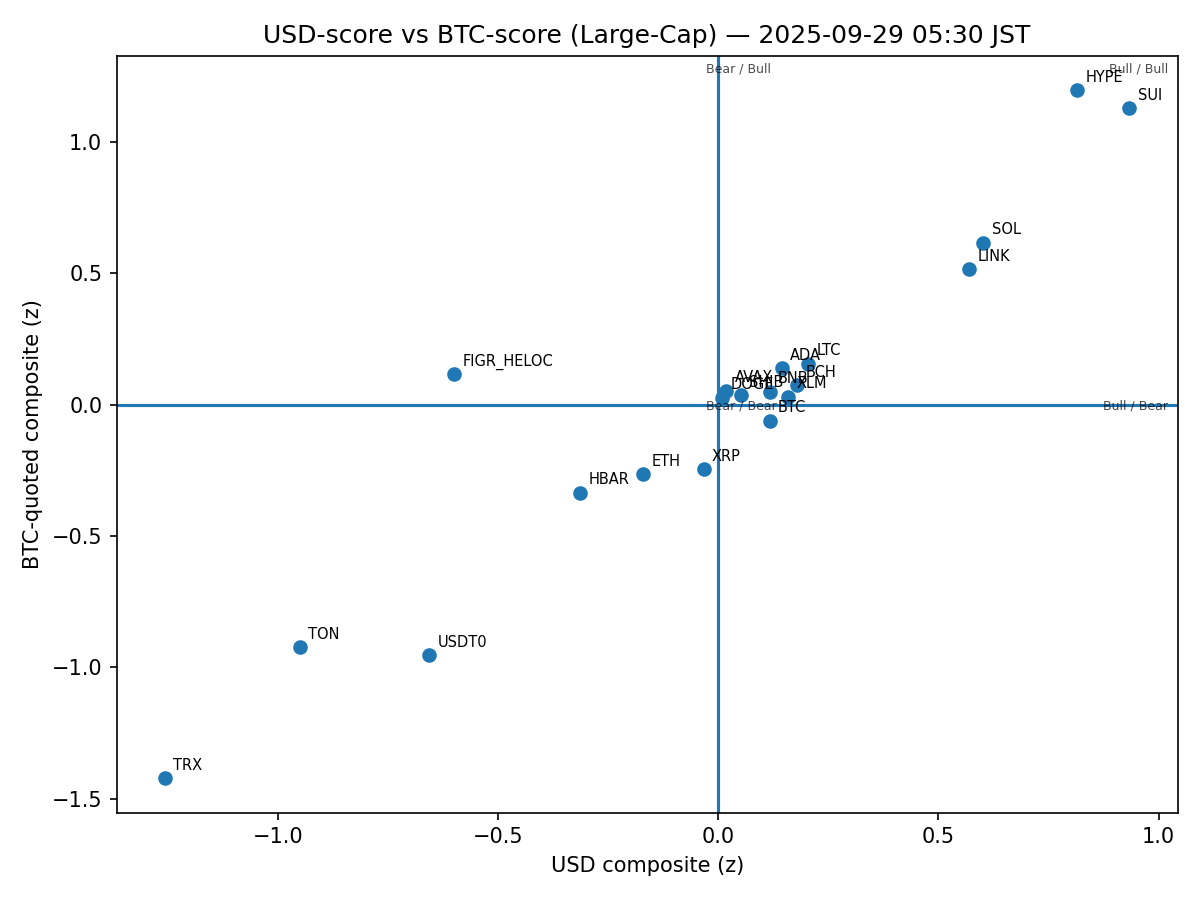 USD-score vs BTC-score (Large-Cap) — 2025-09-29 05:30 JST
Bear / Bull
Bull / Bull
HYPE
SUI
1.0
SOL
LINK
0.5
LTC
ADA
FIGR_HELOC
BCH
AVAX
BNB
SHIB
XLM
DOGE
0.0
Bear / Bear
BTC
Bull / Bear
XRP
ETH
HBAR
−0.5
TON
USDT0
−1.0
TRX
−1.5
−1.0
−0.5
0.0
0.5
1.0
USD composite (z)
BTC-quoted composite (z)